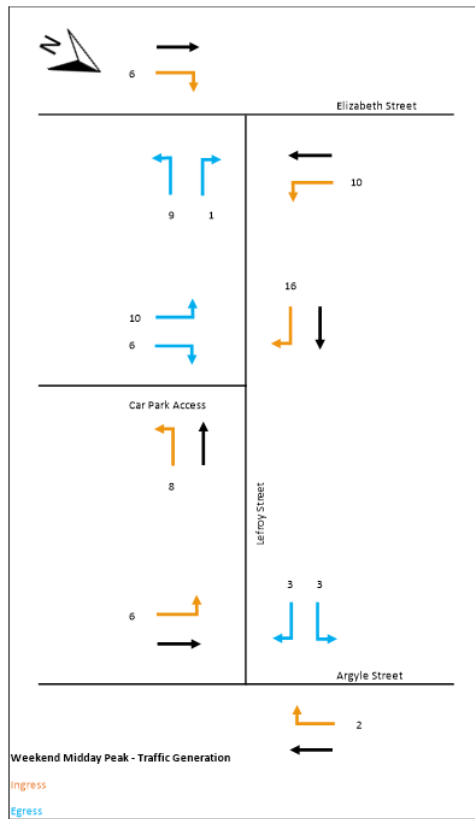 N
6
Elizabeth Street
10
9 1
16
10
6
Car Park Access
8
Lefroy Street
3 3
6
Argyle Street
2
Weekend Midday Peak - Traffic Generation
Ingress
Egress